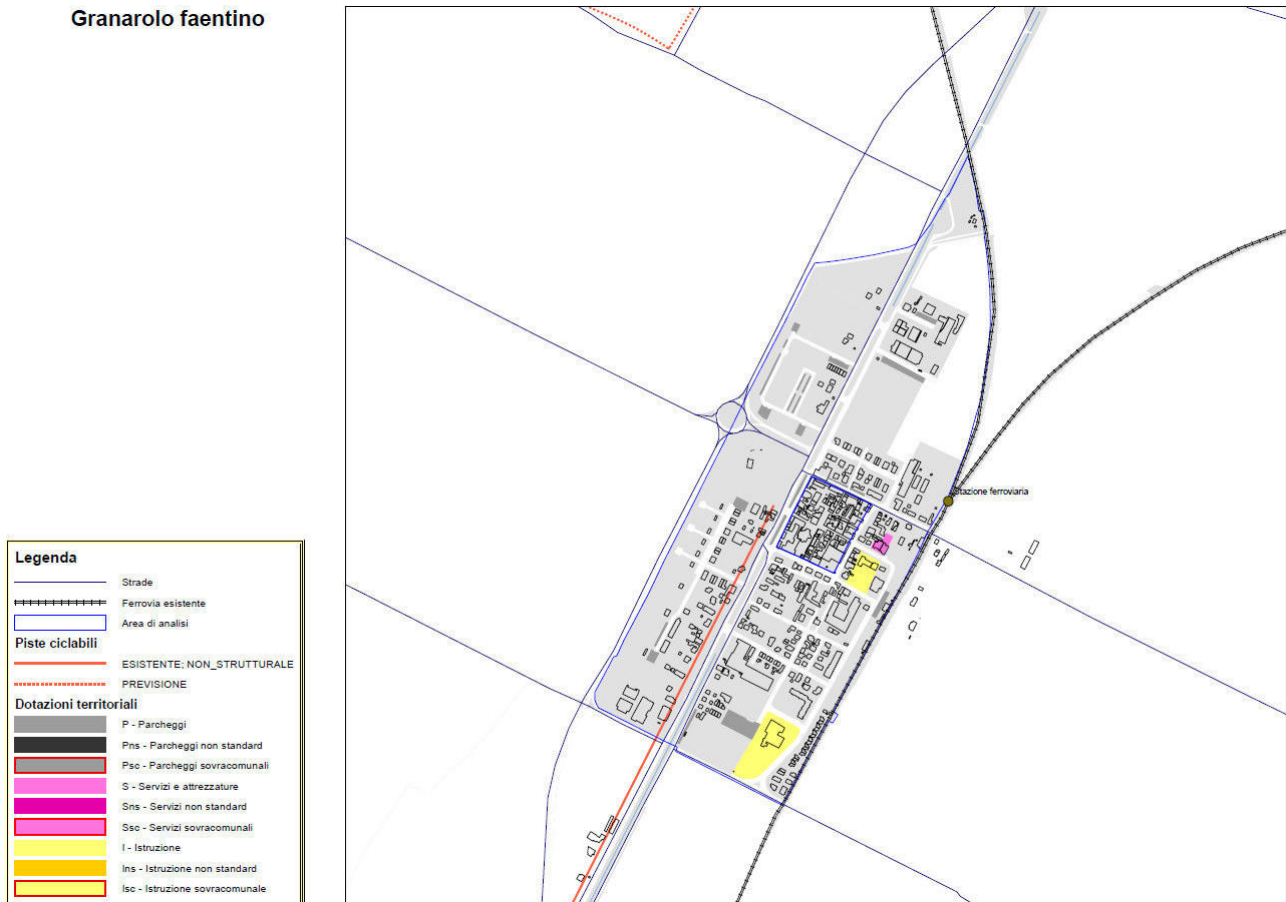 Granarolo faentino
stazione ferroviaria
Legenda
Strade
Ferrovia esistente
Area di analisi
Piste ciclabili
ESISTENTE; NON_STRUTTURALE
PREVISIONE
Dotazioni territoriali
P - Parcheggi
Pns - Parcheggi non standard
Psc - Parcheggi sovracomunali
S - Servizi e attrezzature
Sns - Servizi non standard
Ssc - Servizi sovracomunali
I - Istruzione
Ins - Istruzione non standard
Isc - Istruzione sovracomunale